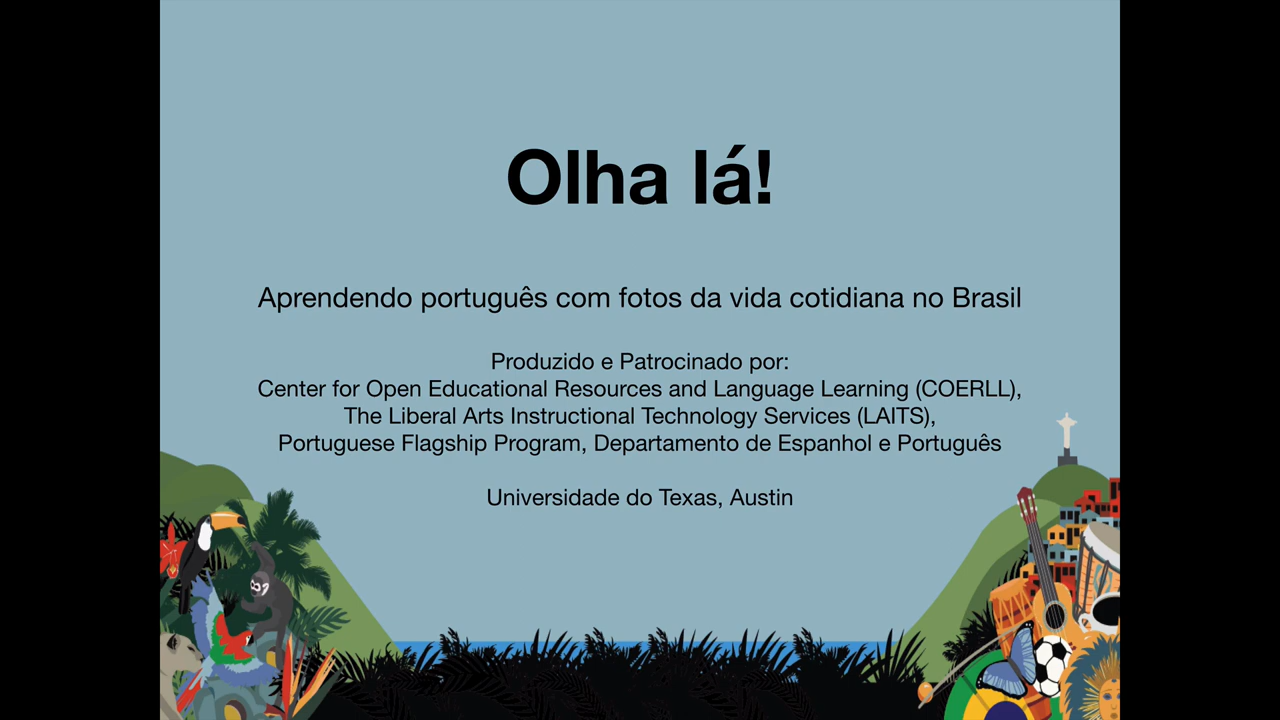 Olha lá!
Aprendendo português com fotos da vida cotidiana no Brasil
Produzido e Patrocinado por:
Center for Open Educational Resources and Language Learning (COERLL),
The Liberal Arts Instructional Technology Services (LAITS),
Portuguese Flagship Program, Departamento de Espanhol e Português
Universidade do Texas, Austin